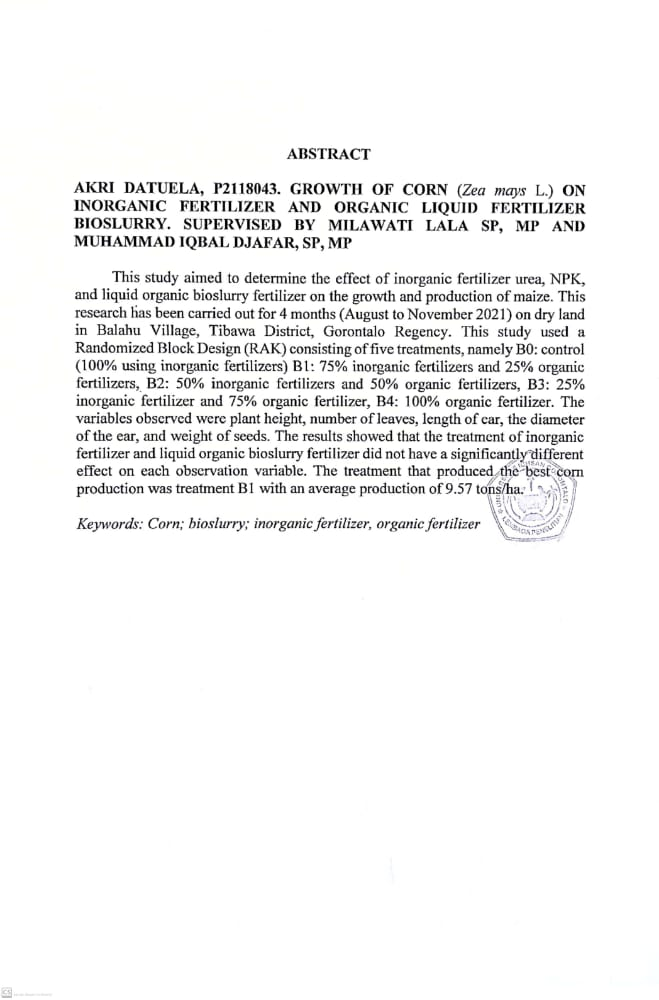 ABSTRACT
AKRI DATUELA, P2118043. GROWTH OF CORN (Zea mays L.) ON
INORGANIC FERTILIZER AND ORGANIC LIQUID FERTILIZER
BIOSLURRY. SUPERVISED BY MILAWATI LALA SP, MP AND
MUHAMMAD IQBAL DJAFAR, SP, MP
This study aimed to determine the effect of inorganic fertilizer urea, NPK,
and liquid organic bioslurry fertilizer on the growth and production of maize. This
research has been carried out for 4 months (August to November 2021) on dry land
in Balahu Village, Tibawa District, Gorontalo Regency. This study used a
Randomized Block Design (RAK) consisting of five treatments, namely B0: control
(100% using inorganic fertilizers) B1: 75% inorganic fertilizers and 25% organic
fertilizers, B2: 50% inorganic fertilizers and 50% organic fertilizers, B3: 25%
inorganic fertilizer and 75% organic fertilizer, B4: 100% organic fertilizer. The
variables observed were plant height, number of leaves, length of ear, the diameter
of the ear, and weight of seeds. The results showed that the treatment of inorganic
fertilizer and liquid organic bioslurry fertilizer did not have a significantly different
effect on each observation variable. The treatment that produced the best corn
production was treatment B1 with an average production of 9.57 tons/ha.
Keywords: Corn; bioslurry; inorganic fertilizer, organic fertilizer
LEMBAGA PENELITIAN
CS